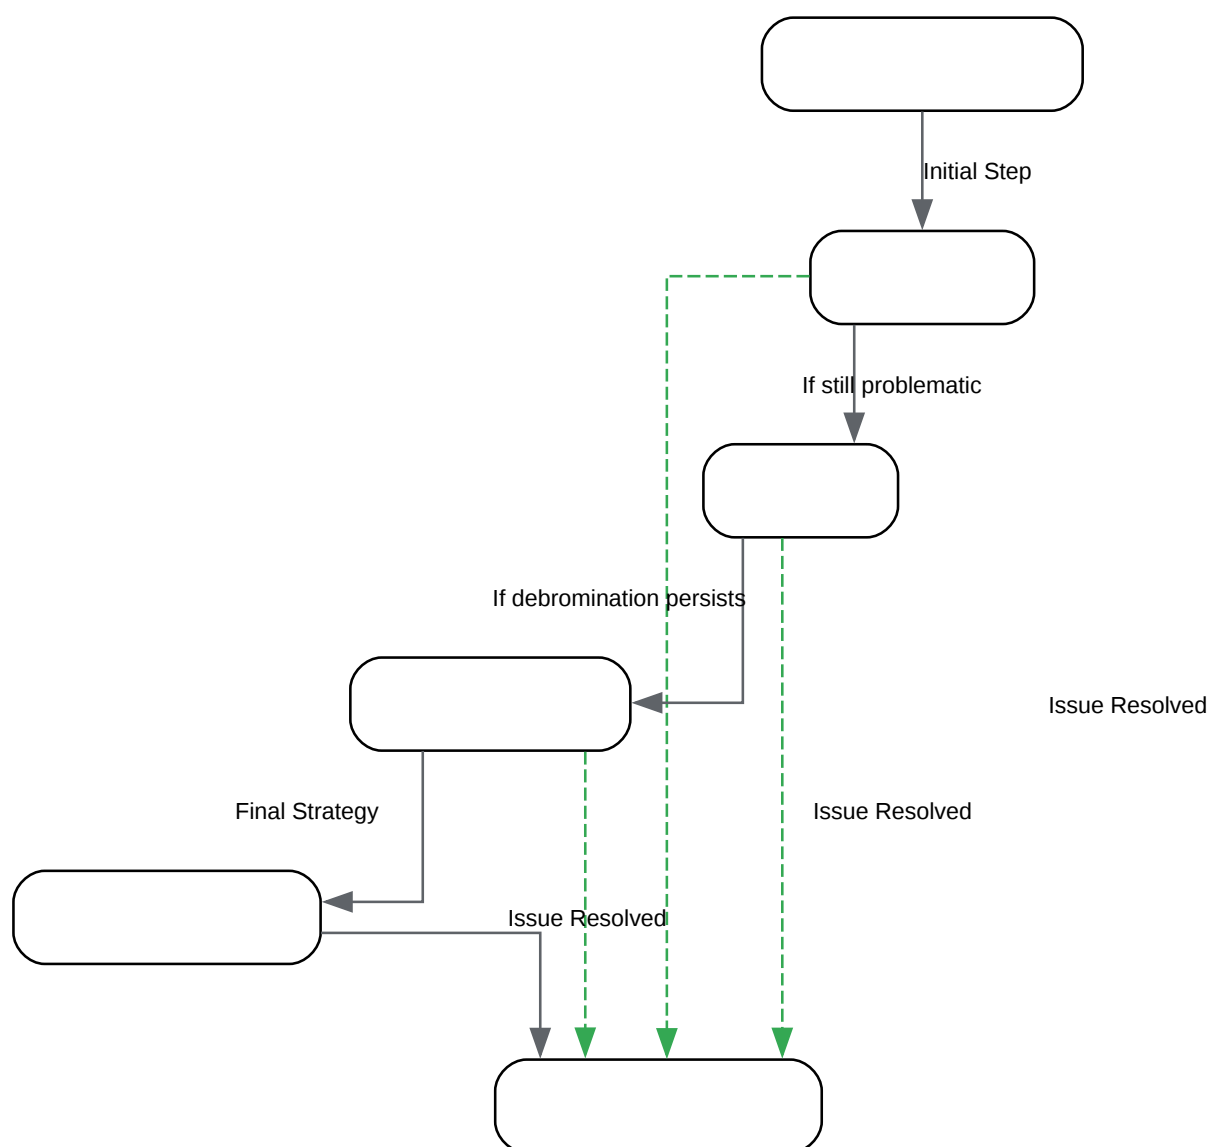 Initial Step
If still problematic
If debromination persists
Issue Resolved
Final Strategy
Issue Resolved
Issue Resolved